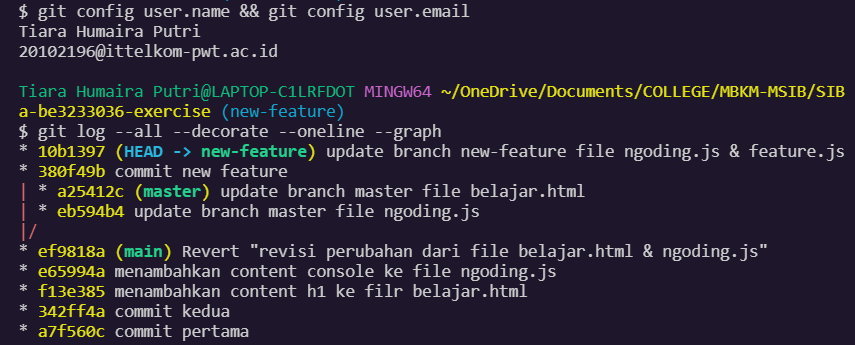 $ git config user.name && git config user.email
Tiara Humaira Putri
20102196@ittelkom-pwt.ac.id
Tiara Humaira Putri@LAPTOP-C1LRFDOT MINGW64 ~/OneDrive/Documents/COLLEGE/MBKM-MSIB/SIB
a-be3233036-exercise (new-feature)
$ git log --all --decorate --oneline --graph
* 10b1397 (HEAD -> new-feature) update branch new-feature file ngoding.js & feature.js
* 380f49b commit new feature
| * a25412c (master) update branch master file belajar.html
| * eb594b4 update branch master file ngoding.js
|/
* ef9818a (main) Revert "revisi perubahan dari file belajar.html & ngoding.js"
* e65994a menambahkan content console ke file ngoding.js
* f13e385 menambahkan content h1 ke filr belajar.html
* 342ff4a commit kedua
* a7f560c commit pertama